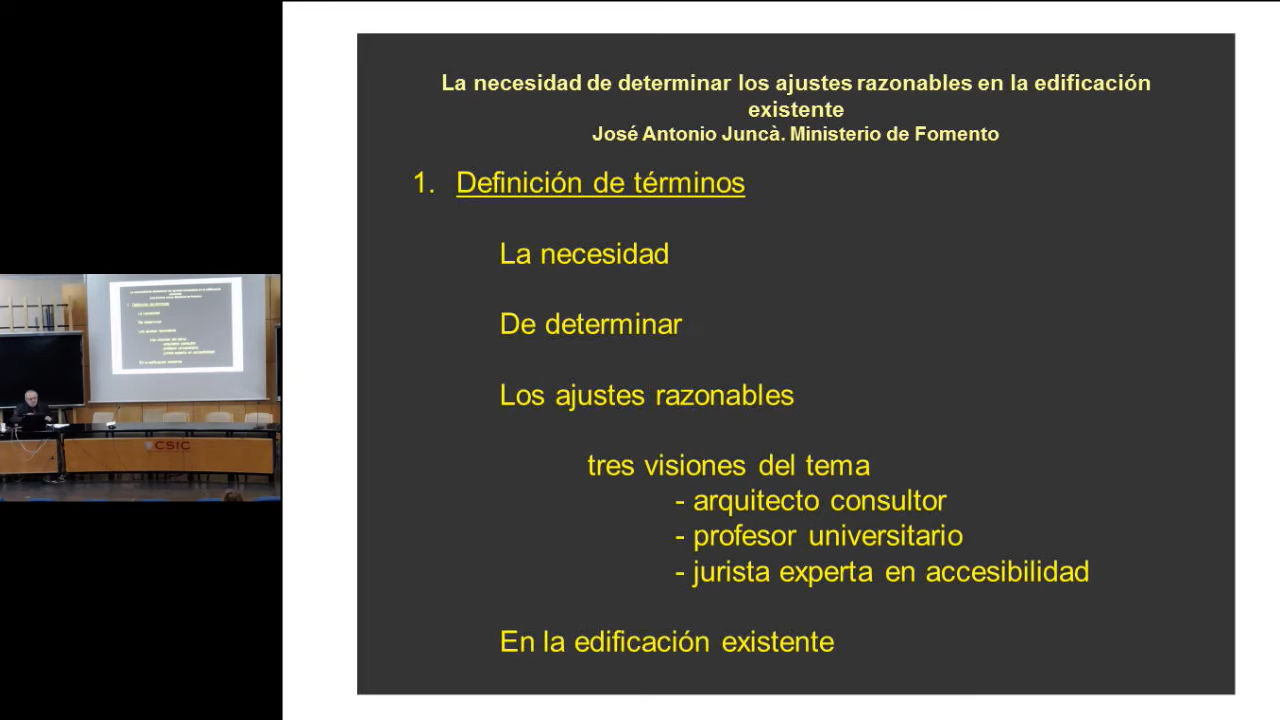 La necesidad de determinar los ajustes razonables en la edificación
existente
José Antonio Juncà. Ministerio de Fomento
1. Definición de términos
La necesidad
De determinar
Los ajustes razonables
tres visiones del tema
- arquitecto consultor
- profesor universitario
- jurista experta en accesibilidad
En la edificación existente
CSIC